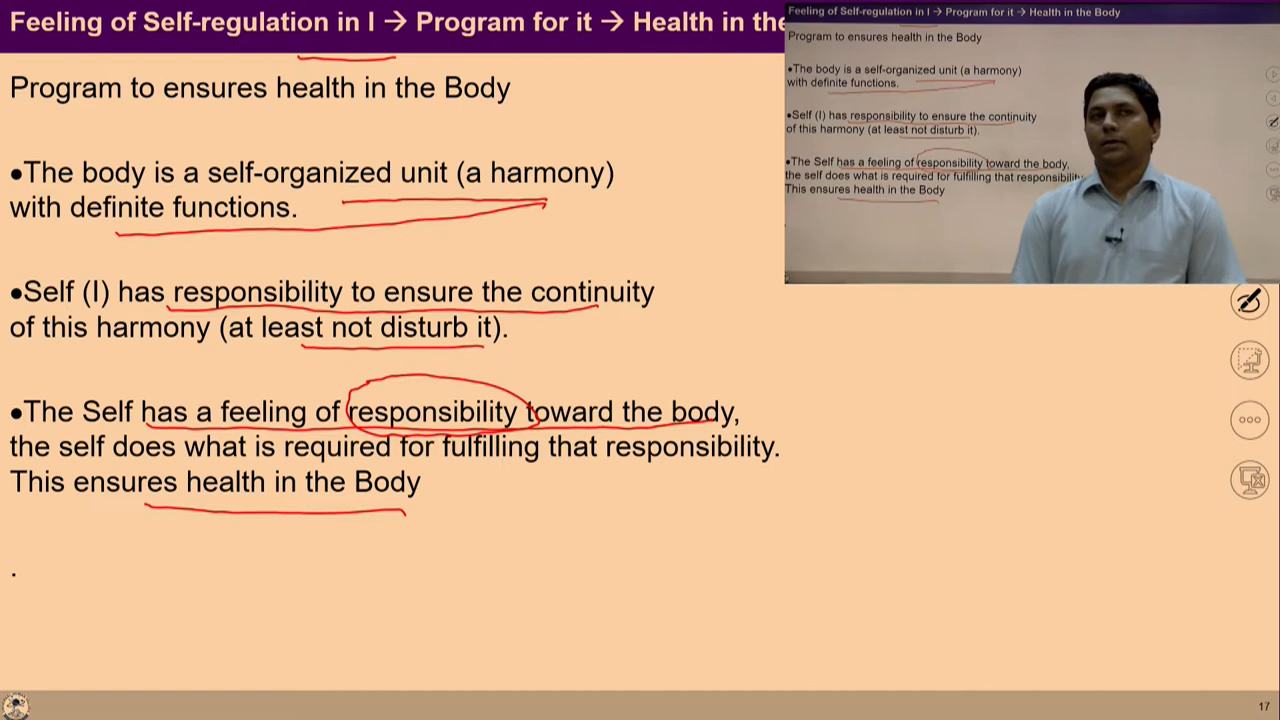 Feeling of Self-regulation in I → Program for it → Health in the
Program to ensures health in the Body
•The body is a self-organized unit (a harmony)
with definite functions.
•Self (I) has responsibility to ensure the continuity
of this harmony (at least not disturb it).
•The Self has a feeling of responsibility toward the body,
the self does what is required for fulfilling that responsibility.
This ensures health in the Body
.
17
Feeling of Self-regulation in I → Program for it → Health in the Body
Program to ensures health in the Body
•The body is a self-organized unit (a harmony)
with definite functions.
•Self (I) has responsibility to ensure the continuity
of this harmony (at least not disturb it).
•The Self has a feeling of responsibility toward the body,
the self does what is required for fulfilling that responsibility
This ensures health in the Body